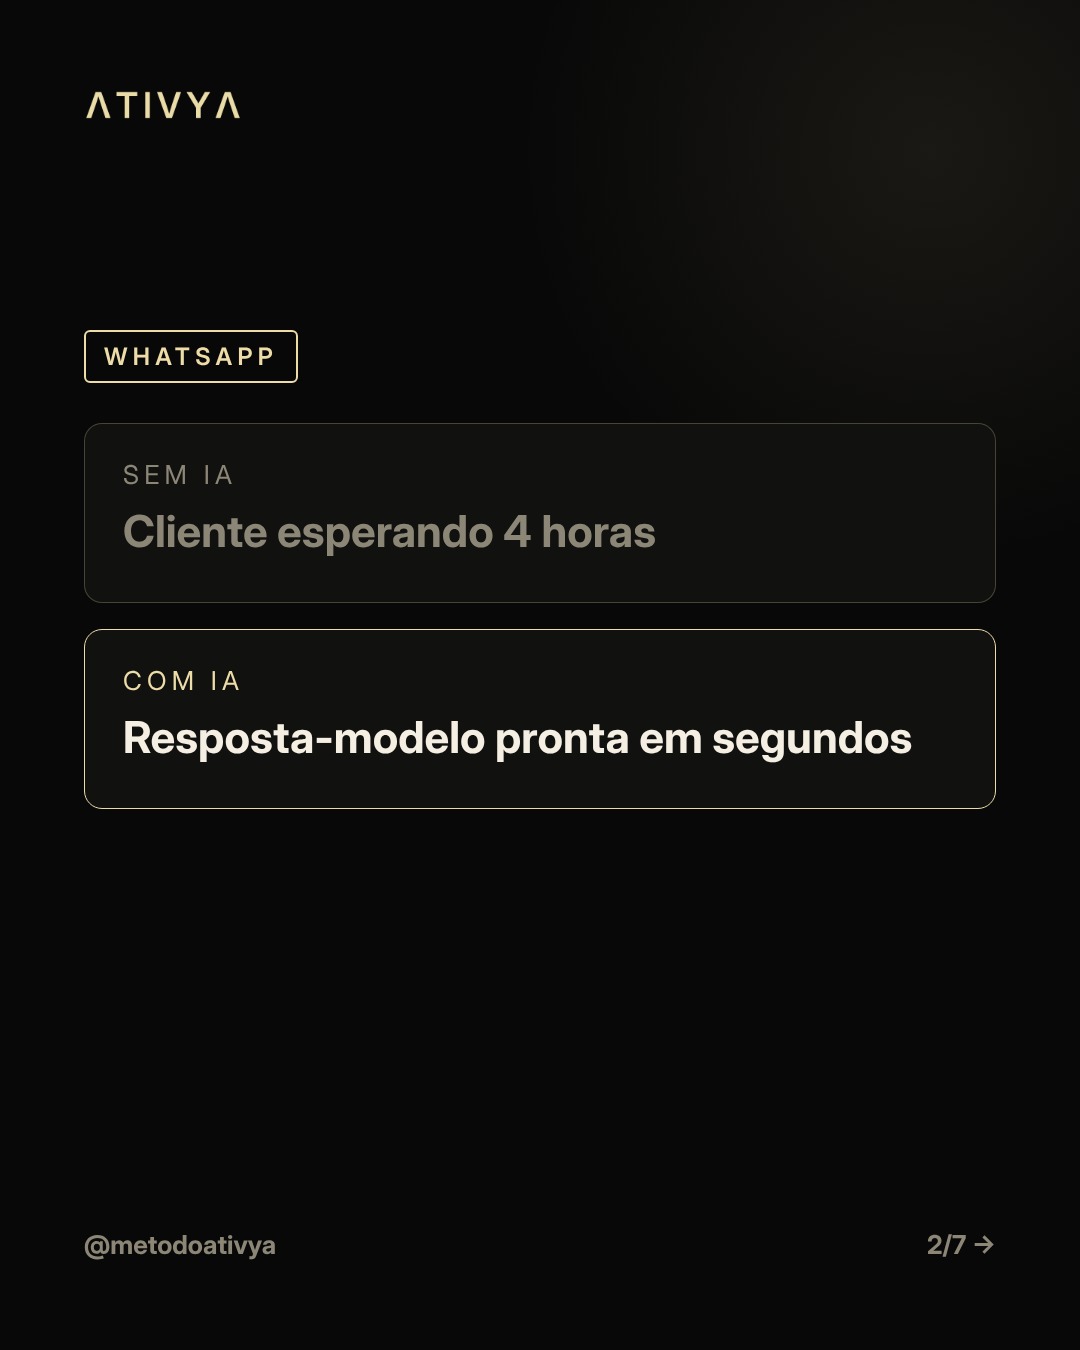 ATIVYA
WHATSAPP
SEM IA
Cliente esperando 4 horas
COM IA
Resposta-modelo pronta em segundos
@metodoativya
2/7 →